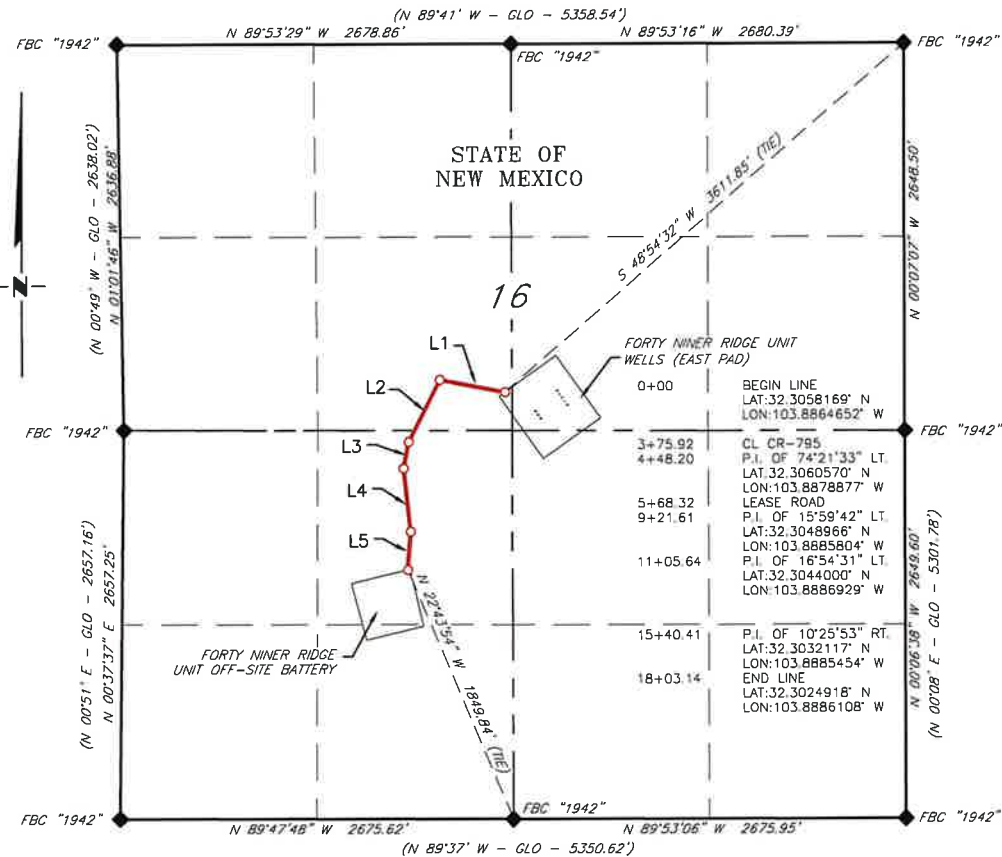 (N 89°41' W - GLO - 5358.54')
N 89°53'29" W 2678.86'
N 89°53'16" W 2680.39'
FBC "1942"
FBC "1942"
FBC "1942"
STATE OF
NEW MEXICO
(N 00°49' W - GLO - 2638.02')
N 01°01'46" W 2636.88'
S 48°54'32" W 3611.85' (TIE)
N 00°07'07" W 2648.50'
N
16
FORTY NINER RIDGE UNIT
WELLS (EAST PAD)
L1
L2
L3
L4
L5
0+00 BEGIN LINE
LAT:32.3058169° N
LON:103.8864652° W
FBC "1942"
FBC "1942"
3+75.92 CL CR-795
4+48.20 P.I. OF 74°21'33" LT.
LAT:32.3060570° N
LON:103.8878877° W
5+68.32 LEASE ROAD
9+21.61 P.I. OF 15°59'42" LT.
LAT:32.3048966° N
LON:103.8885804° W
11+05.64 P.I. OF 16°54'31" LT.
LAT:32.3044000° N
LON:103.8886929° W
15+40.41 P.I. OF 10°25'53" RT.
LAT:32.3032117° N
LON:103.8885454° W
18+03.14 END LINE
LAT:32.3024918° N
LON:103.8886108° W
(N 00°51' E - GLO - 2657.16')
N 00°37'37" E 2657.25'
N 00°06'38" W 2649.60'
(N 00°08' E - GLO - 5301.78')
FORTY NINER RIDGE
UNIT OFF-SITE BATTERY
N 22°43'54" W 1849.84' (TIE)
FBC "1942"
FBC "1942"
FBC "1942"
N 89°47'48" W 2675.62'
N 89°53'06" W 2675.95'
(N 89°37' W - GLO - 5350.62')